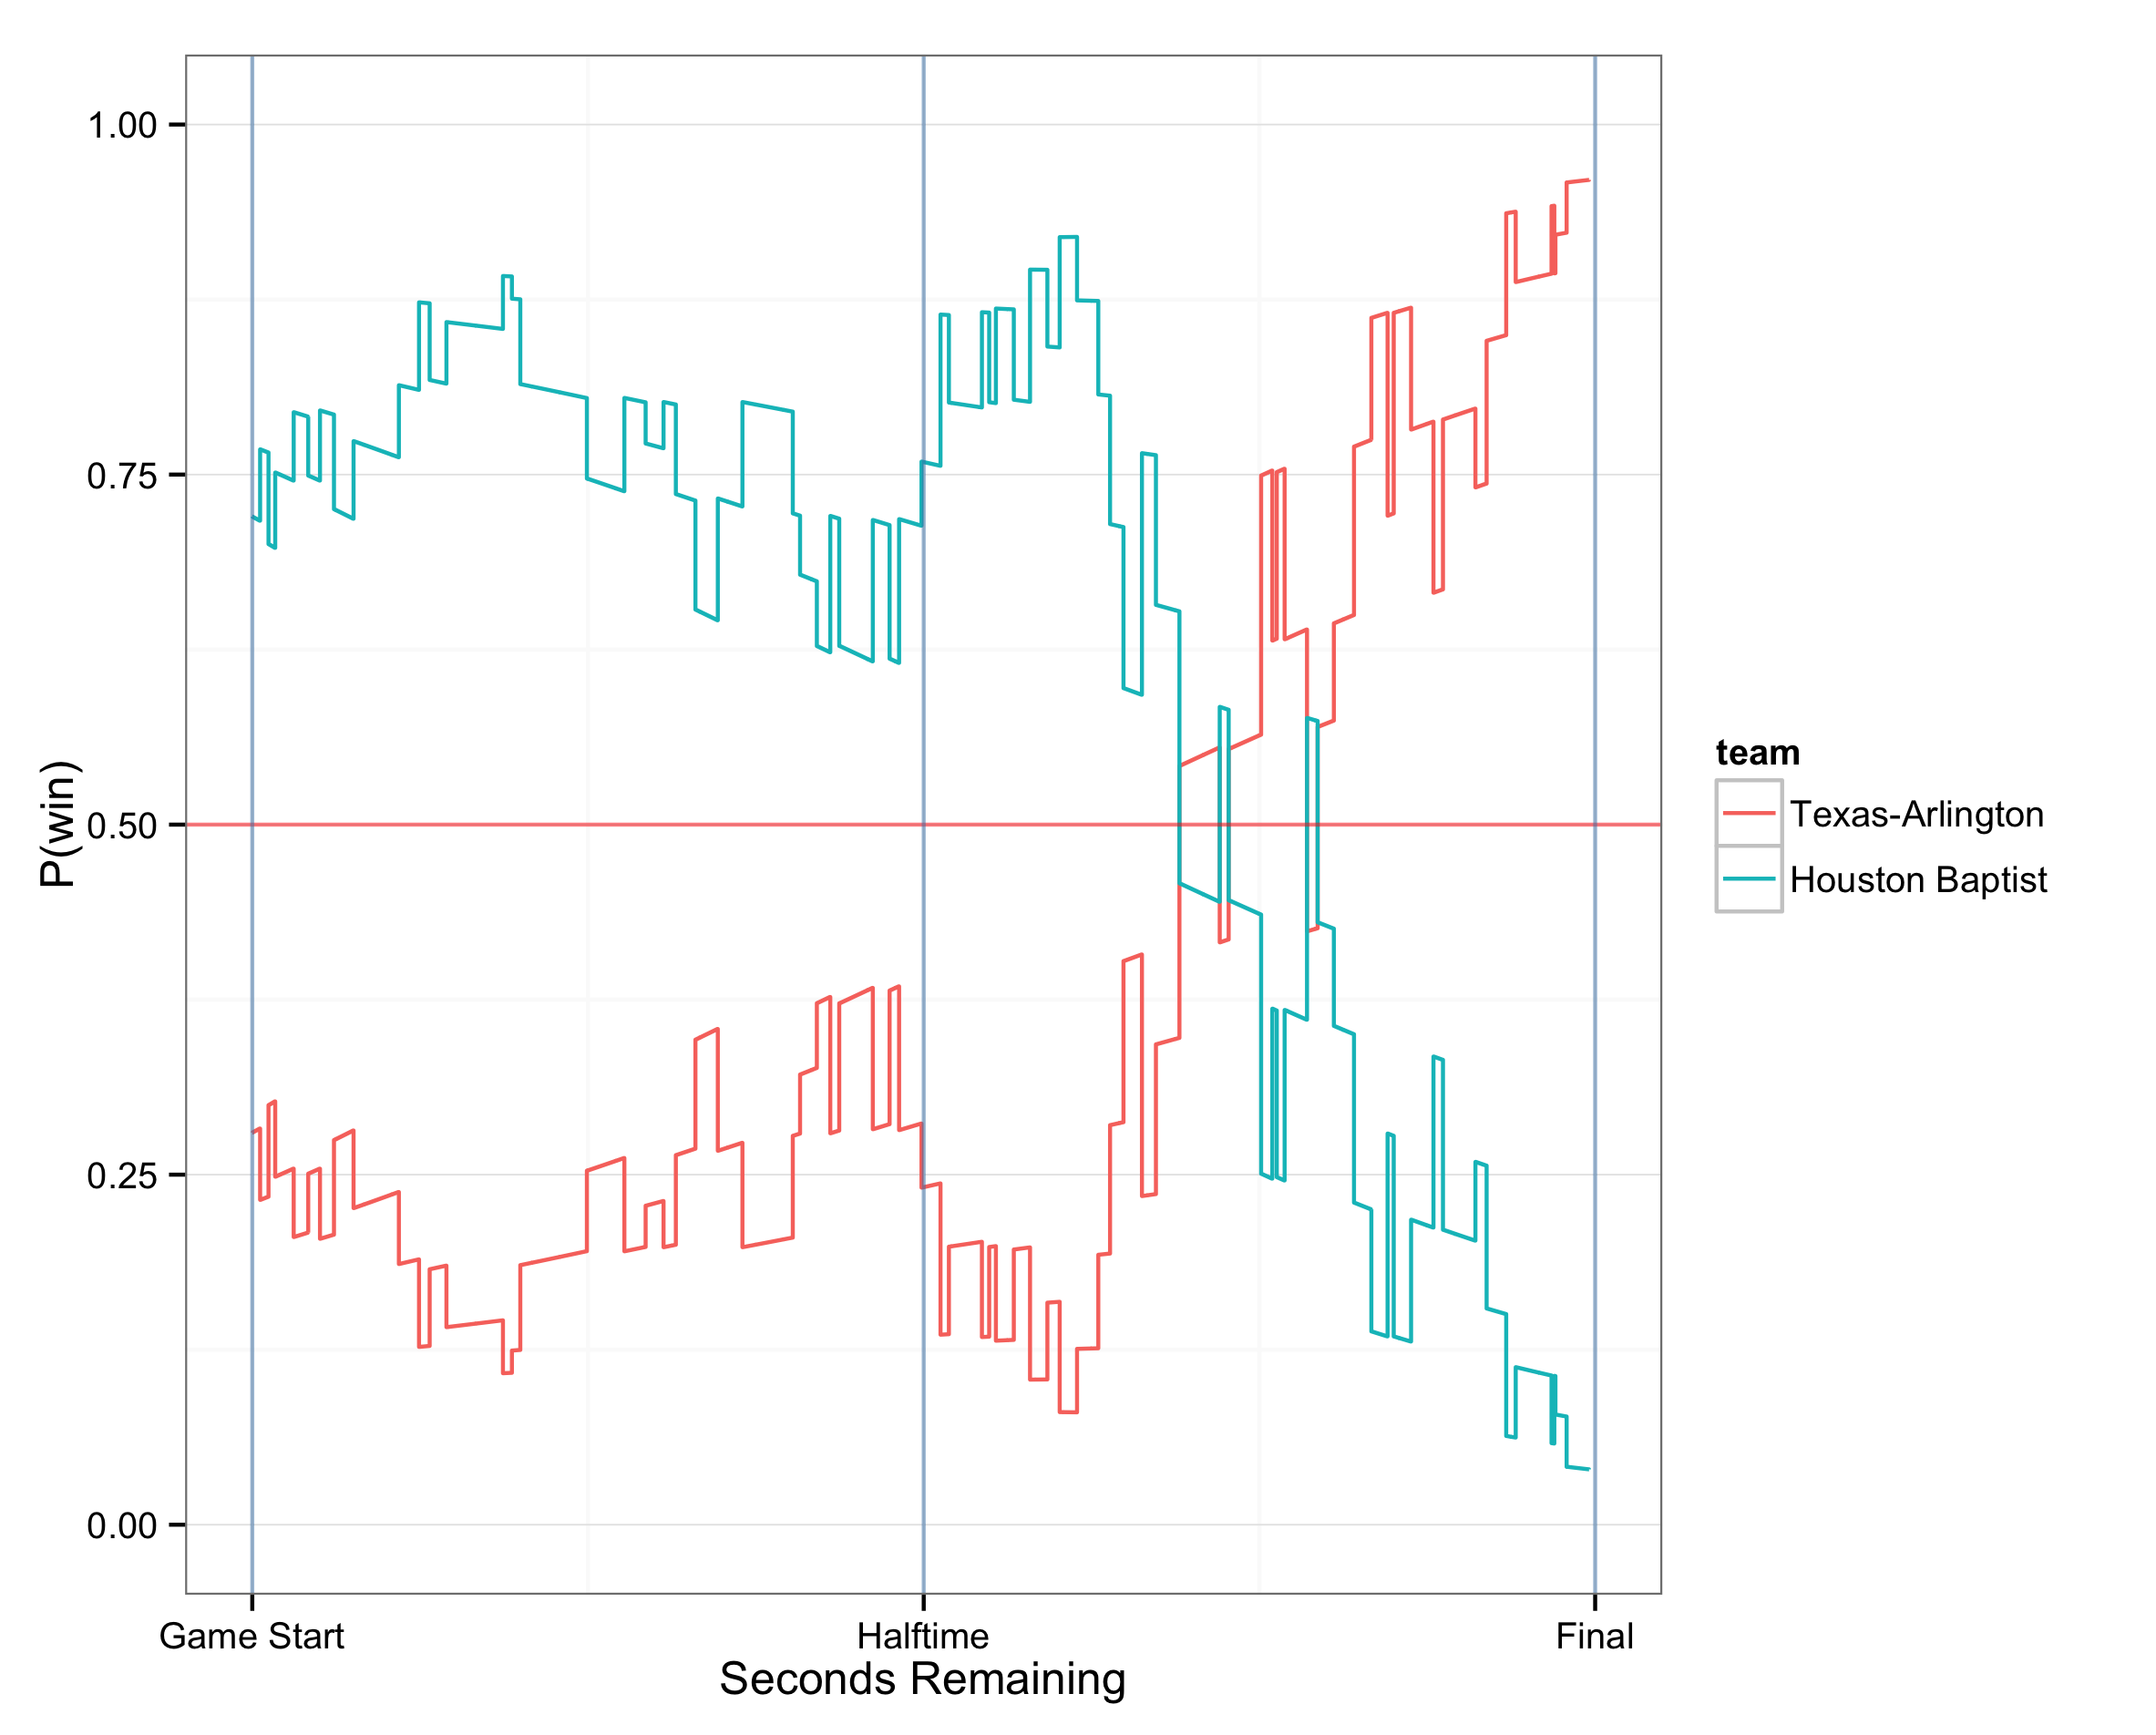 1.00
0.75
0.50
0.25
0.00
P(win)
Game Start
Halftime
Final
Seconds Remaining
team
Texas-Arlington
Houston Baptist